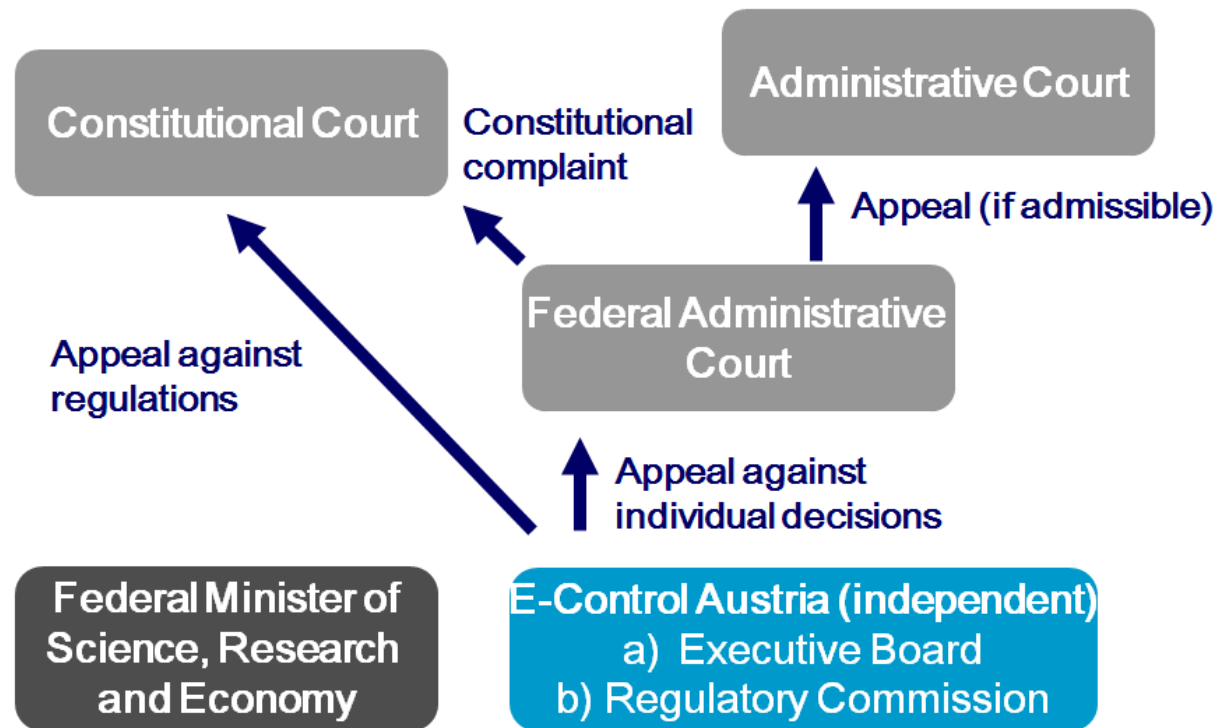 Administrative Court
Constitutional Court
Constitutional
complaint
Appeal (if admissible)
Federal Administrative
Court
Appeal against
regulations
Appeal against
individual decisions
Federal Minister of
Science, Research
and Economy
E-Control Austria (independent)
a) Executive Board
b) Regulatory Commission